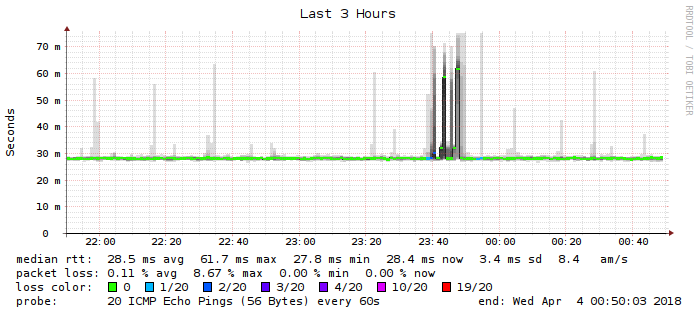 Last 3 Hours
RRDTOOL / TOBI OETIKER
Seconds
70 m
60 m
50 m
40 m
30 m
20 m
10 m
0
22:00 22:20 22:40 23:00 23:20 23:40 00:00 00:20 00:40
median rtt: 28.5 ms avg 61.7 ms max 27.8 ms min 28.4 ms now 3.4 ms sd 8.4 am/s
packet loss: 0.11 % avg 8.67 % max 0.00 % min 0.00 % now
loss color: 0 1/20 2/20 3/20 4/20 10/20 19/20
probe: 20 ICMP Echo Pings (56 Bytes) every 60s end: Wed Apr 4 00:50:03 2018